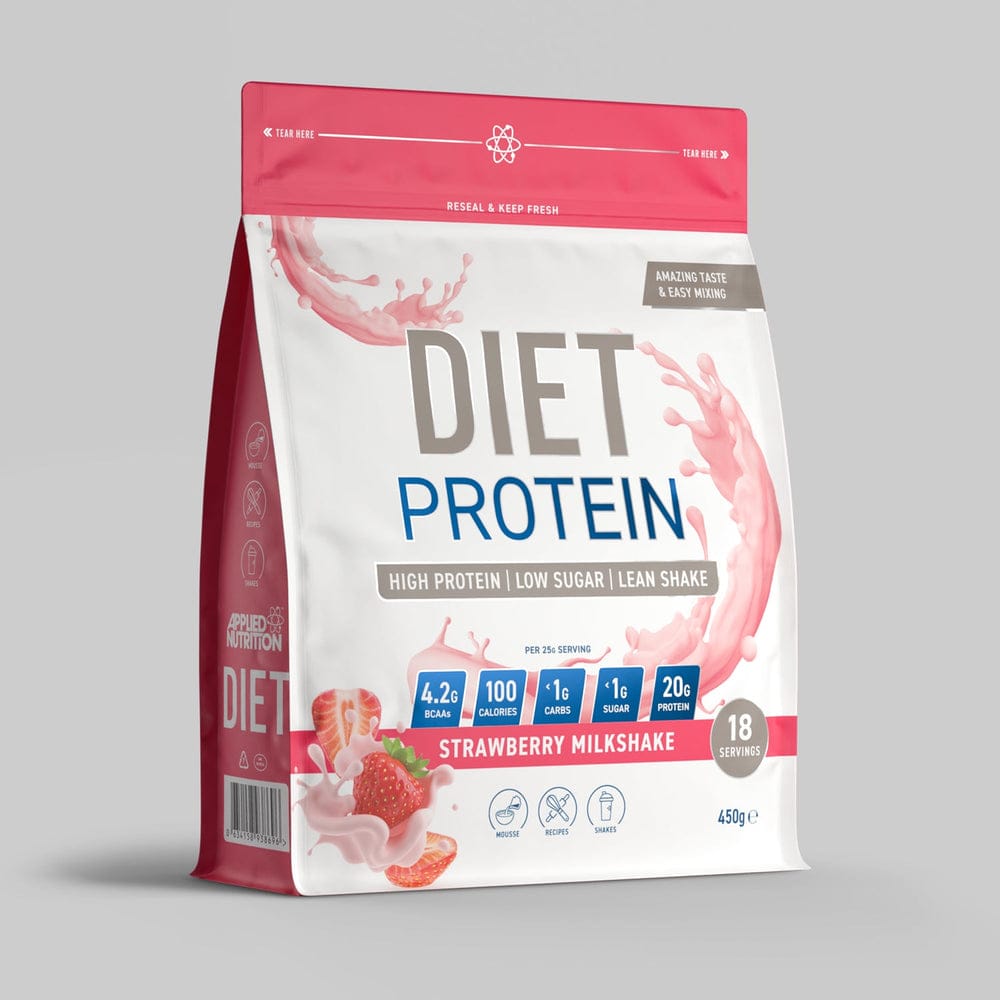 TEAR HERE
TEAR HERE
RESEAL & KEEP FRESH
AMAZING TASTE
& EASY MIXING
DIET
PROTEIN
HIGH PROTEIN | LOW SUGAR | LEAN SHAKE
PER 25G SERVING
4.2G
BCAAs
100
CALORIES
<1G
CARBS
<1G
SUGAR
20G
PROTEIN
STRAWBERRY MILKSHAKE
18
SERVINGS
MOUSSE
RECIPES
SHAKES
450g ℮
MOUSSE
RECIPES
SHAKES
APPLIED
NUTRITION
DIET